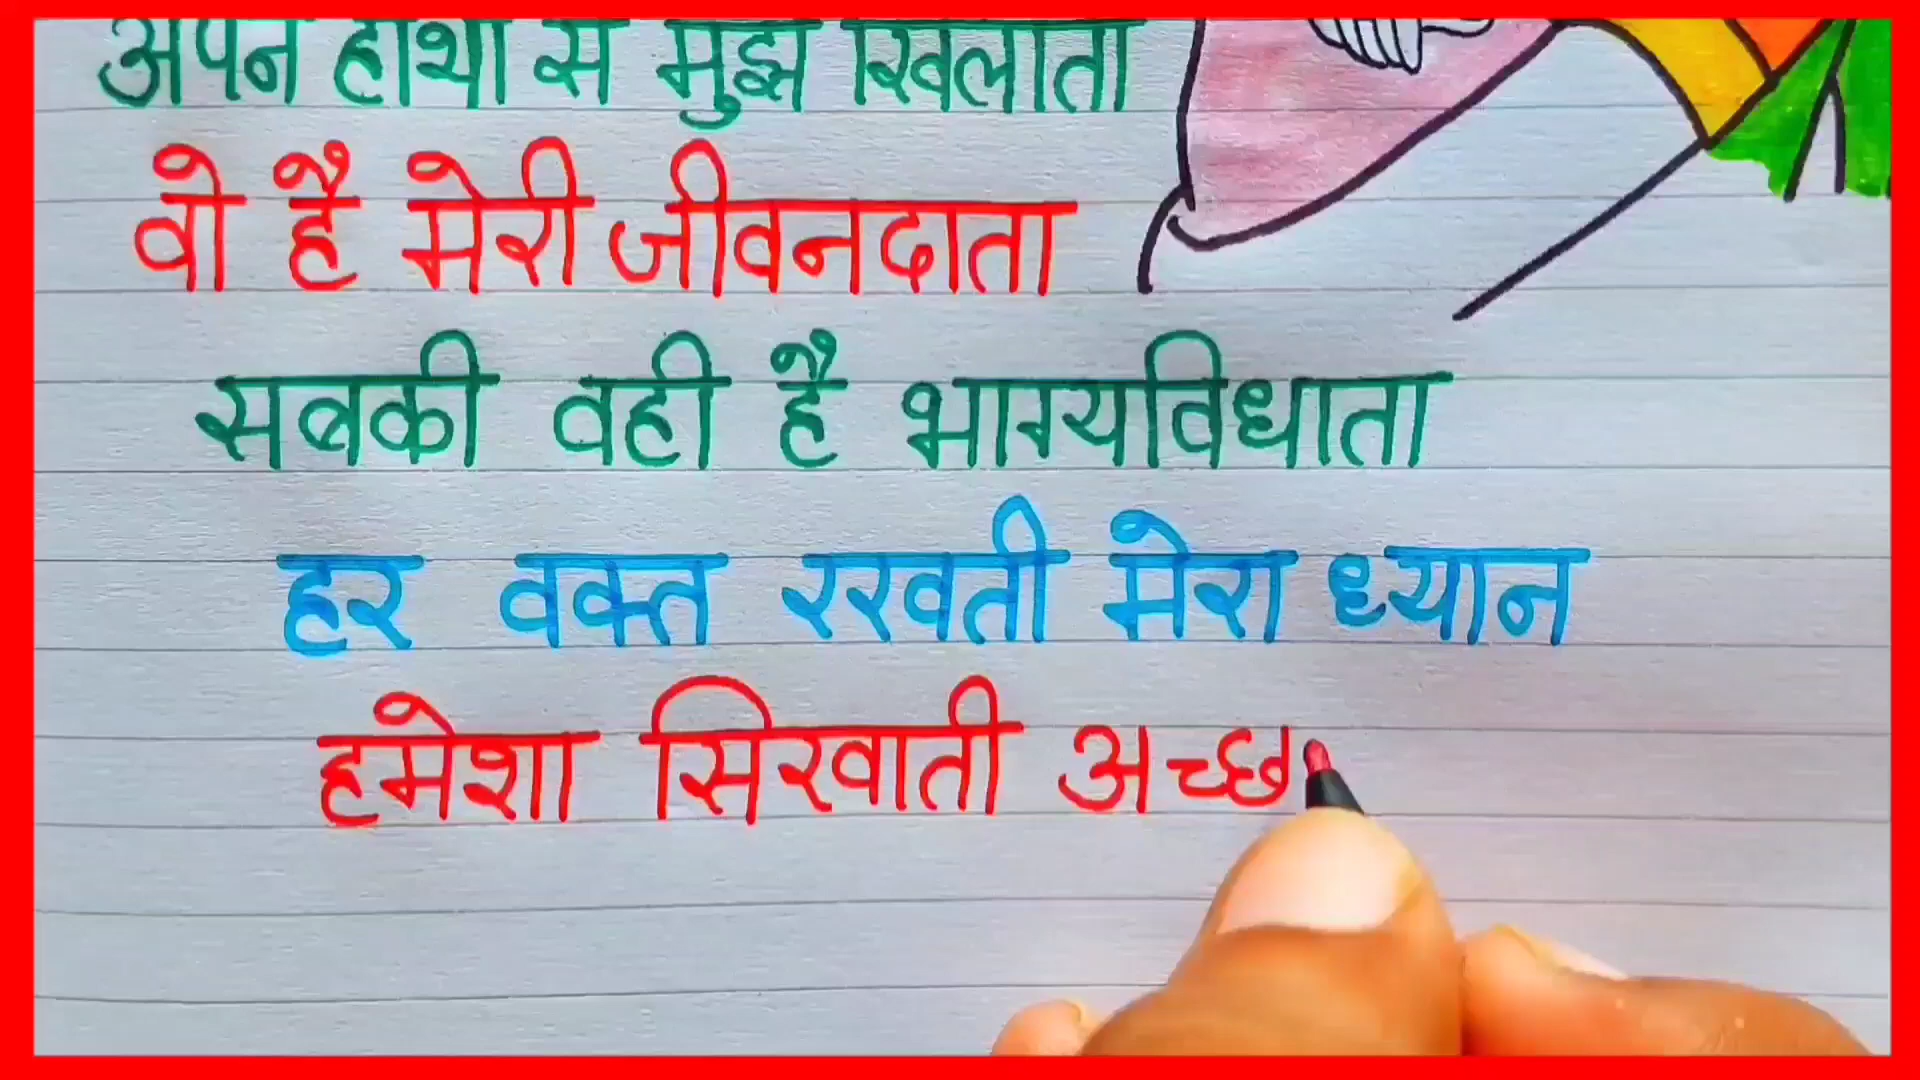 अपने हाथों से मुझे खिलाता
वो है मेरी जीवनदाता
सबकी वही है भाग्यविधाता
हर वक्त रखती मेरा ध्यान
हमेशा सिखाती अच्छ